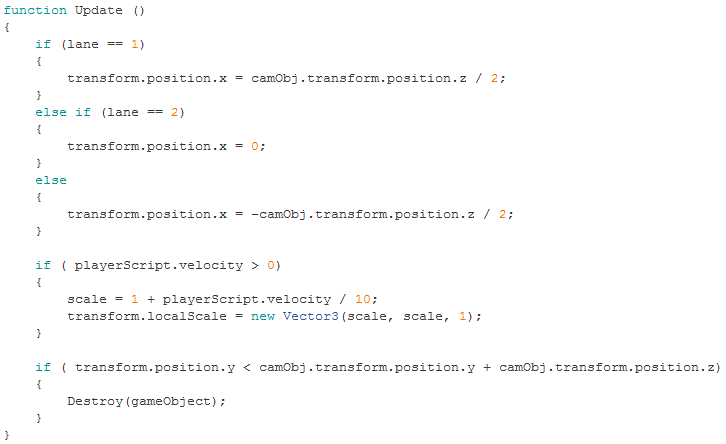 function Update ()
{
    if (lane == 1)
    {
        transform.position.x = camObj.transform.position.z / 2;
    }
    else if (lane == 2)
    {
        transform.position.x = 0;
    }
    else
    {
        transform.position.x = -camObj.transform.position.z / 2;
    }

    if ( playerScript.velocity > 0)
    {
        scale = 1 + playerScript.velocity / 10;
        transform.localScale = new Vector3(scale, scale, 1);
    }

    if ( transform.position.y < camObj.transform.position.y + camObj.transform.position.z)
    {
        Destroy(gameObject);
    }
}